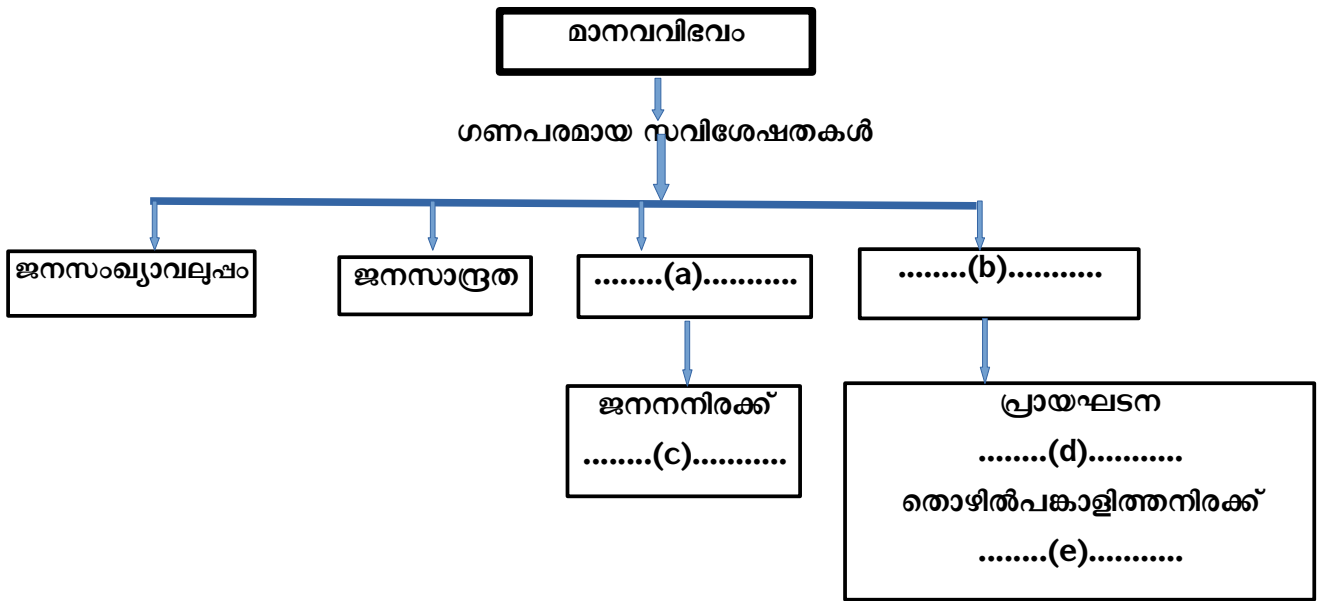 മാനവവിഭവം
ഗണപരമായ സവിശേഷതകൾ
ജനസംഖ്യാവലുപ്പം
ജനസാന്ദ്രത
........(a)...........
........(b)...........
ജനനനിരക്ക്
........(c)...........
പ്രായഘടന
........(d)...........
തൊഴിൽപങ്കാളിത്തനിരക്ക്
........(e)...........